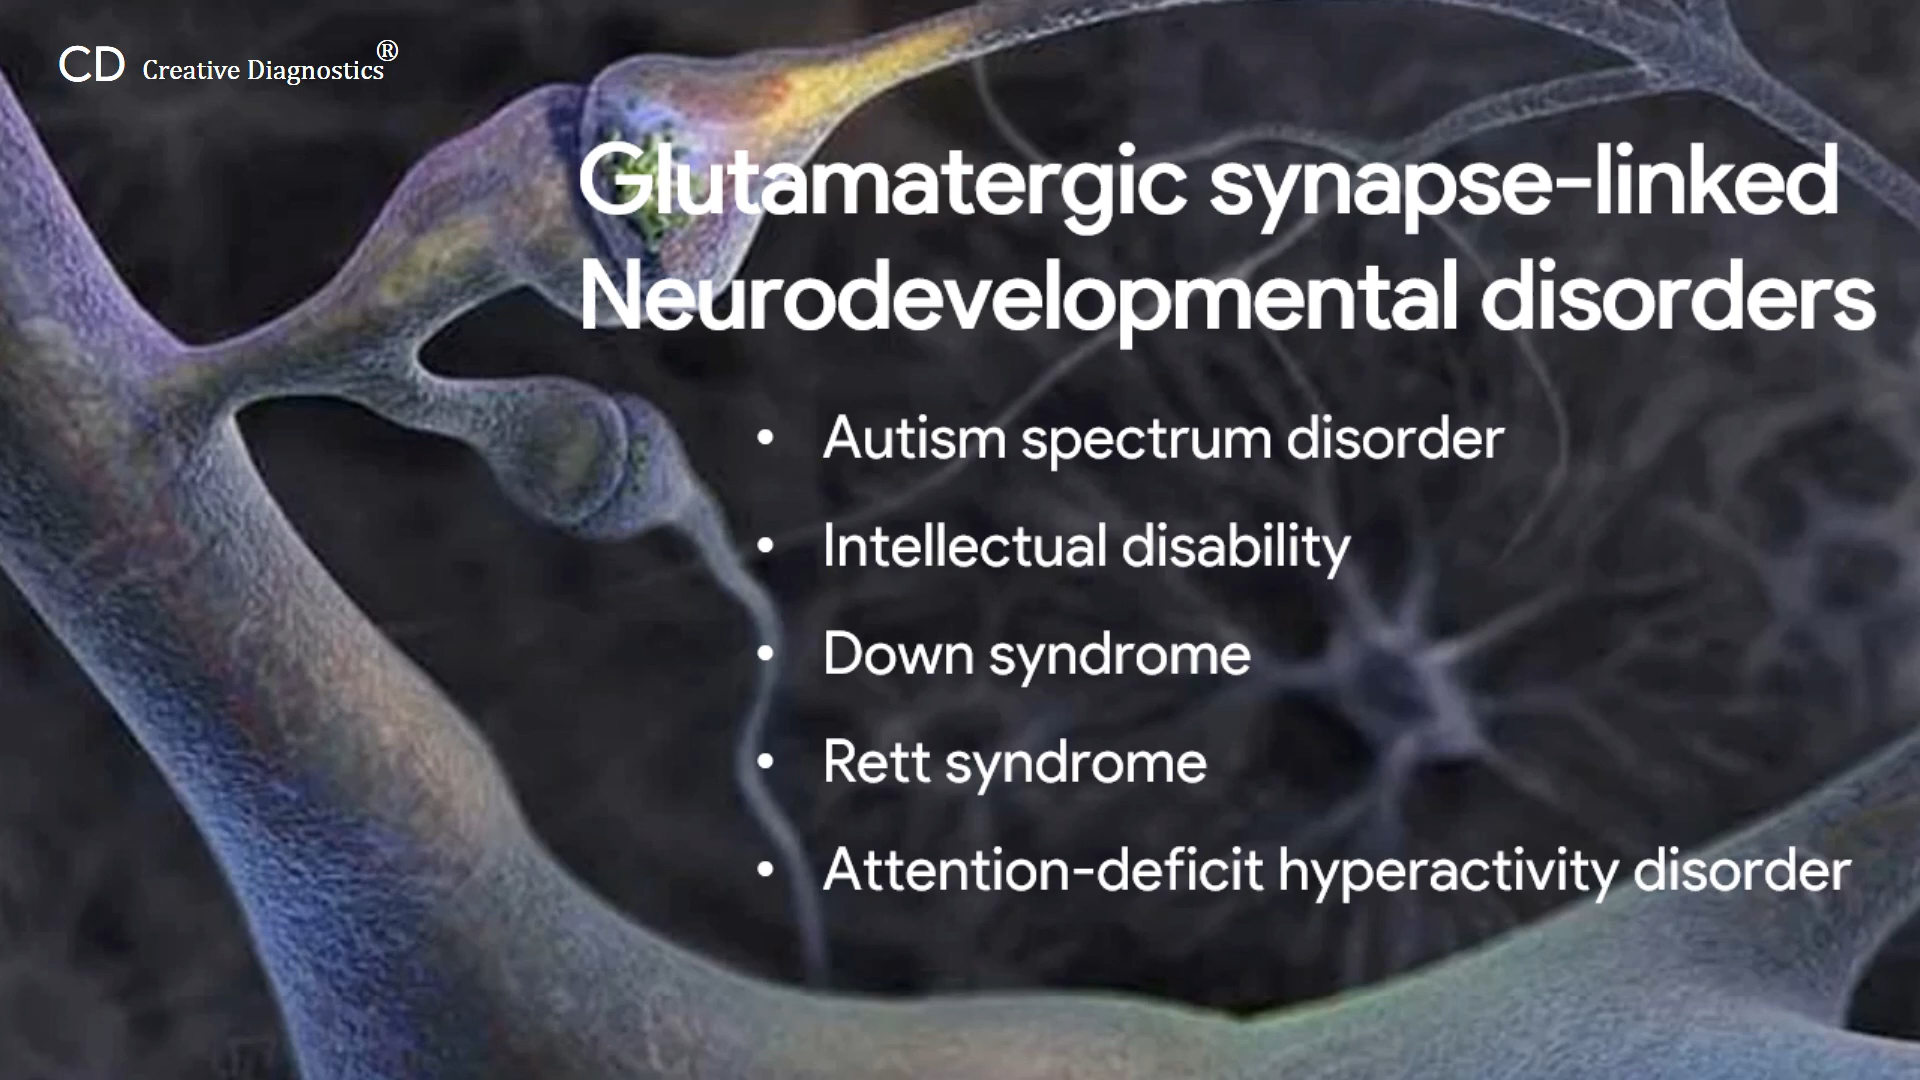 CD Creative Diagnostics®
Glutamatergic synapse-linked
Neurodevelopmental disorders
• Autism spectrum disorder
• Intellectual disability
• Down syndrome
• Rett syndrome
• Attention-deficit hyperactivity disorder